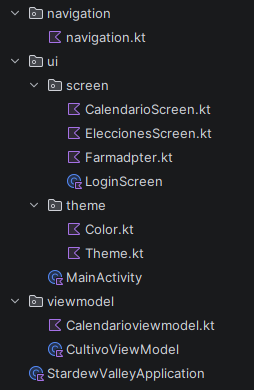 navigation
navigation.kt
ui
screen
CalendarioScreen.kt
EleccionesScreen.kt
Farmadpter.kt
LoginScreen
theme
Color.kt
Theme.kt
MainActivity
viewmodel
Calendarioviewmodel.kt
CultivoViewModel
StardewValleyApplication